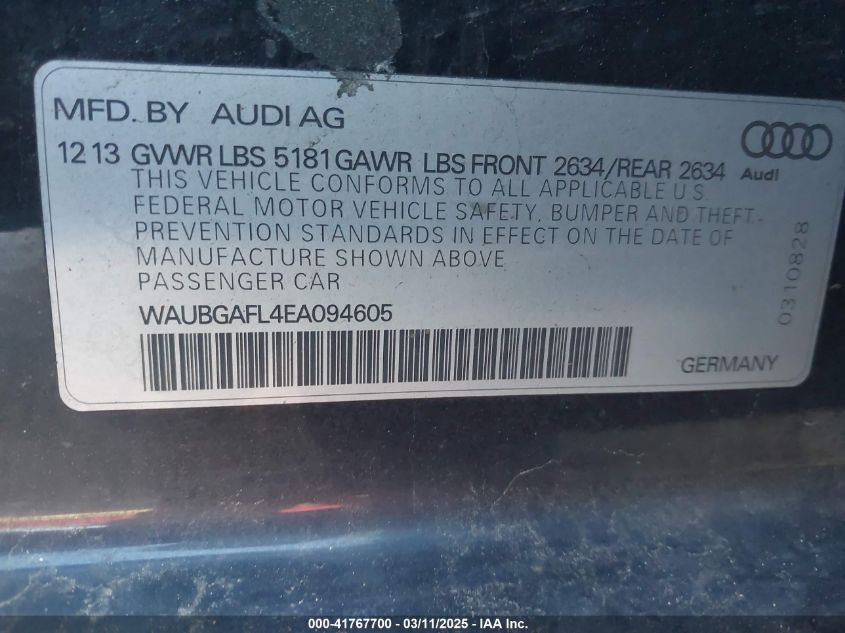 MFD. BY AUDI AG
12 13 GVWR LBS 5181 GAWR LBS FRONT 2634/REAR 2634
Audi
THIS VEHICLE CONFORMS TO ALL APPLICABLE U.S.
FEDERAL MOTOR VEHICLE SAFETY, BUMPER AND THEFT-
PREVENTION STANDARDS IN EFFECT ON THE DATE OF
MANUFACTURE SHOWN ABOVE
PASSENGER CAR
0310828
WAUBGAFL4EA094605
GERMANY
000-41767700 - 03/11/2025 - IAA Inc.